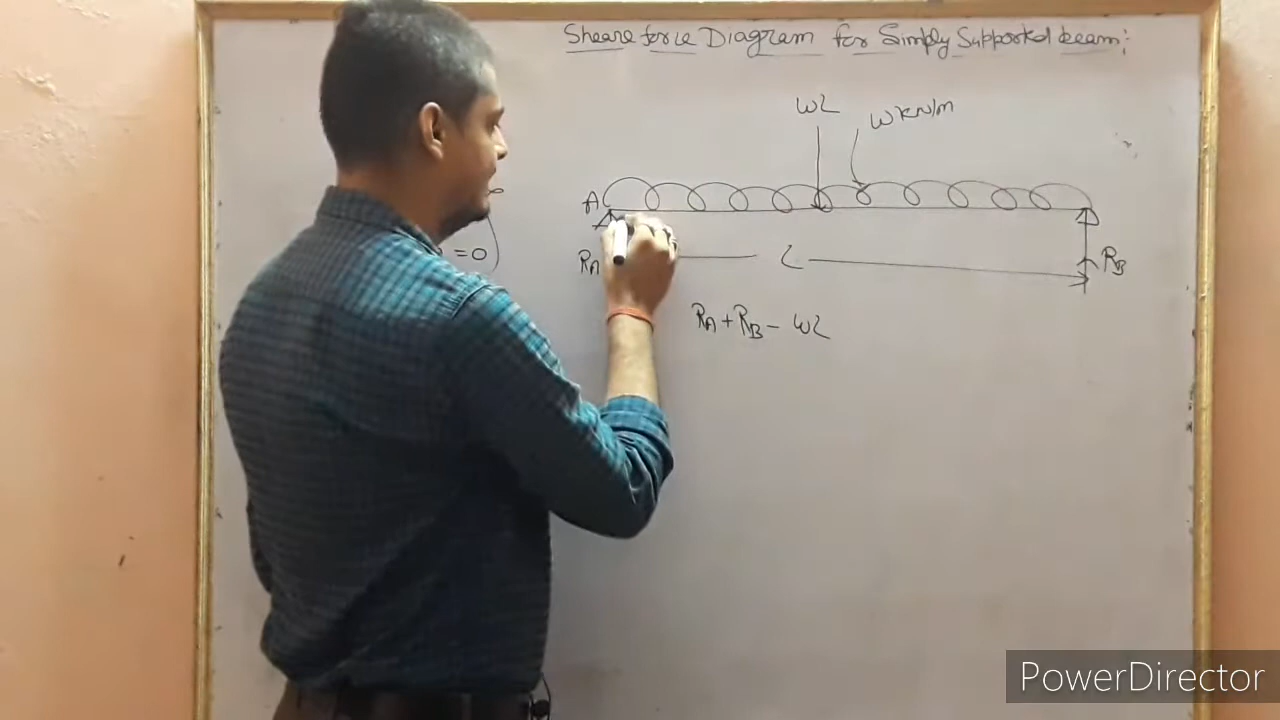 Sheare force Diagram for Simply Supported beam:
WL
W KN/m
A
= 0
L
RA
RB
RA + RB - WL
PowerDirector